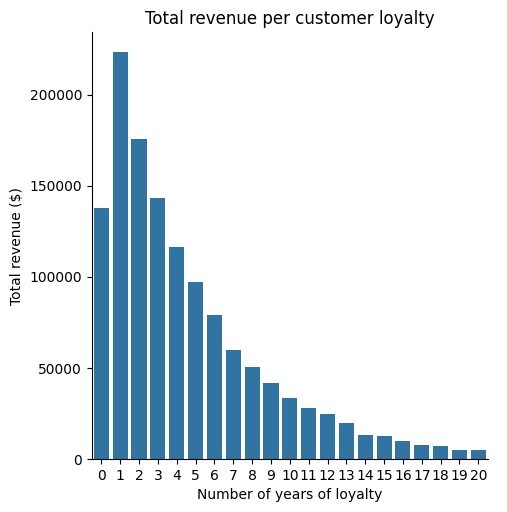 Total revenue per customer loyalty
Total revenue ($)
200000
150000
100000
50000
0
0 1 2 3 4 5 6 7 8 9 10 11 12 13 14 15 16 17 18 19 20
Number of years of loyalty